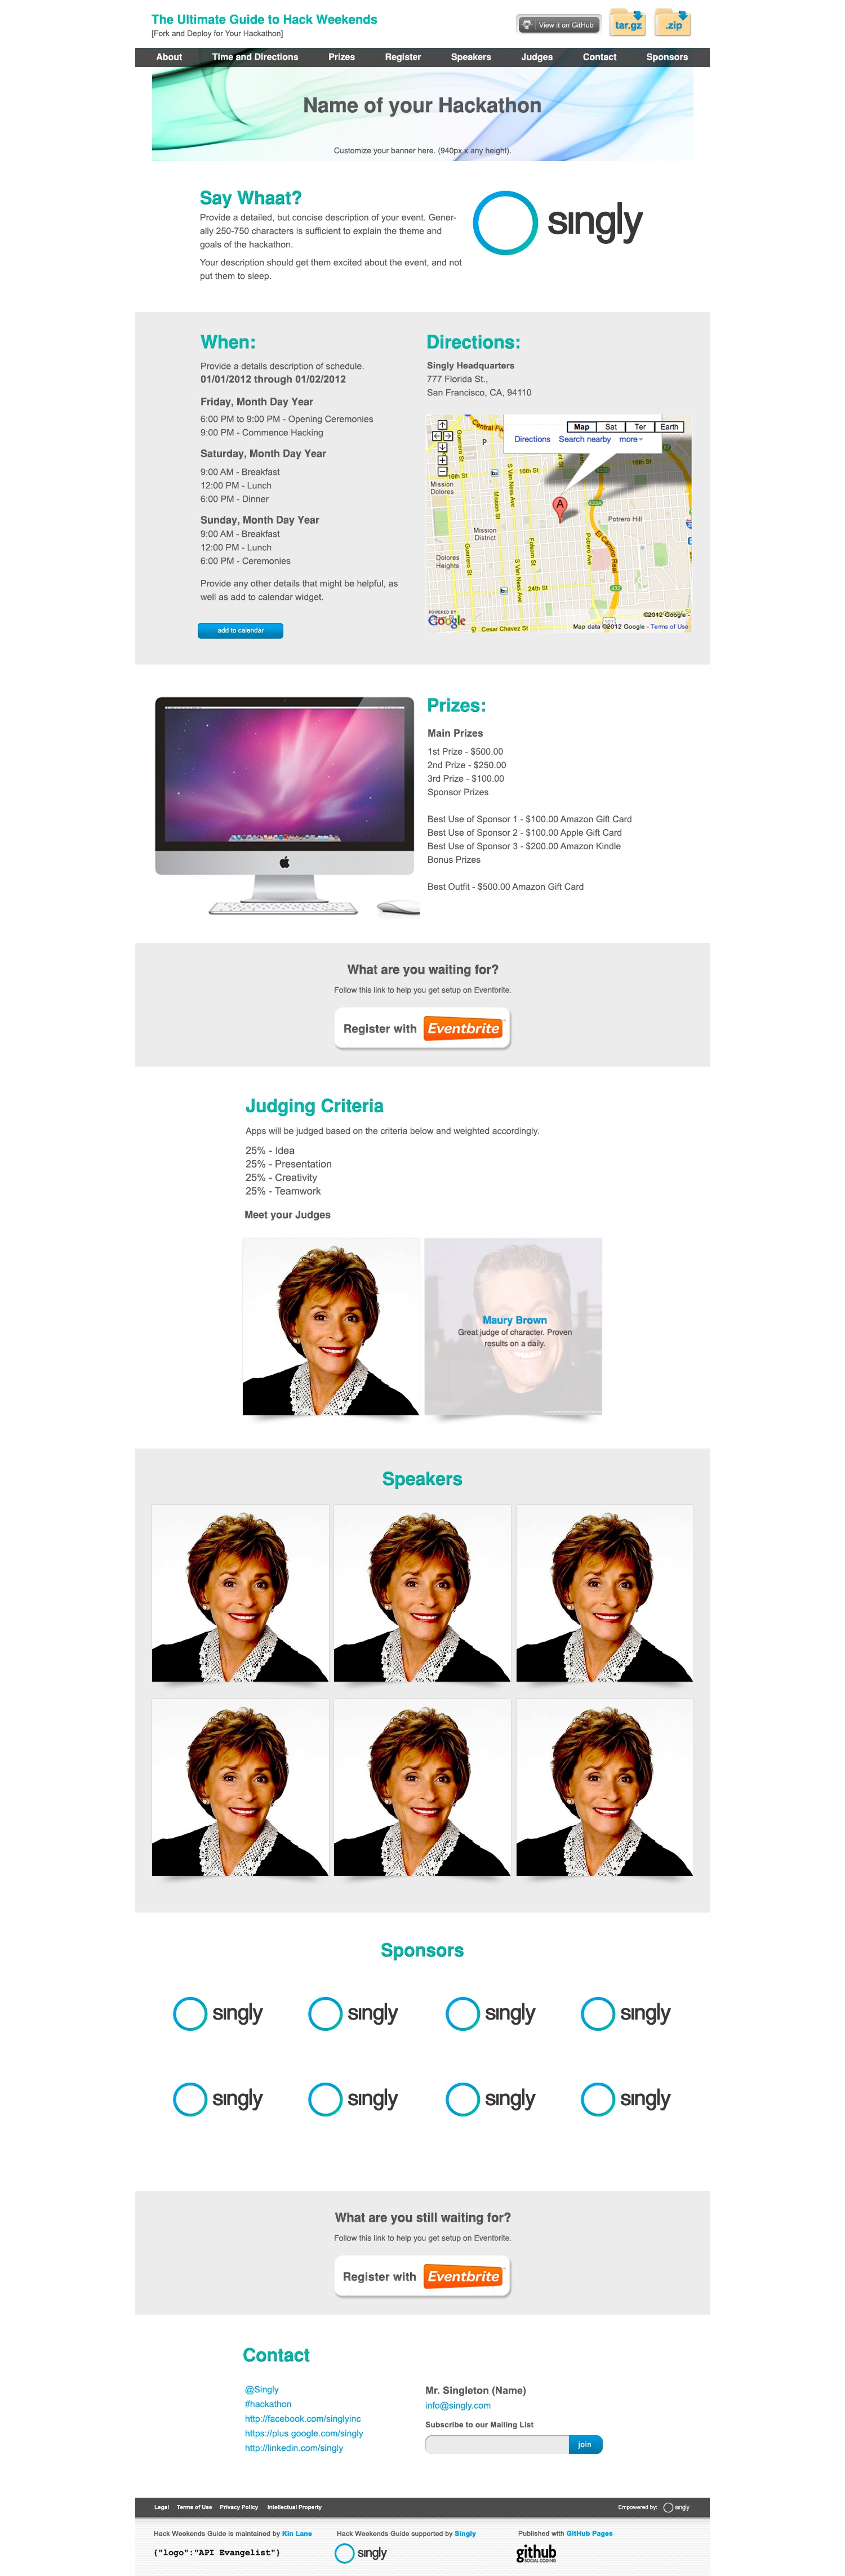 The Ultimate Guide to Hack Weekends
[Fork and Deploy for Your Hackathon]
View it on GitHub
tar.gz
.zip
About Time and Directions Prizes Register Speakers Judges Contact Sponsors
Name of your Hackathon
Customize your banner here. (940px x any height).
Say Whaat?
Provide a detailed, but concise description of your event. Gener-
ally 250-750 characters is sufficient to explain the theme and
goals of the hackathon.
Your description should get them excited about the event, and not
put them to sleep.
singly
When:
Provide a details description of schedule.
01/01/2012 through 01/02/2012
Friday, Month Day Year
6:00 PM to 9:00 PM - Opening Ceremonies
9:00 PM - Commence Hacking
Saturday, Month Day Year
9:00 AM - Breakfast
12:00 PM - Lunch
6:00 PM - Dinner
Sunday, Month Day Year
9:00 AM - Breakfast
12:00 PM - Lunch
6:00 PM - Ceremonies
Provide any other details that might be helpful, as
well as add to calendar widget.
add to calendar
Directions:
Singly Headquarters
777 Florida St.,
San Francisco, CA, 94110
Map Sat Ter Earth
Directions Search nearby more
Central Fw
P
Guerrero St
16th St
16th St
16th St
Mission
Dolores
S Van Ness Ave
Mission St
A
Potrero Hill
Mission
District
Dolores
Heights
Guerrero St
S Van Ness Ave
Folsom St
Potrero Ave
El Camino Real
24th St
101
POWERED BY
Google
Cesar Chavez St
©2012 Google -
Map data ©2012 Google - Terms of Use
Prizes:
Main Prizes
1st Prize - $500.00
2nd Prize - $250.00
3rd Prize - $100.00
Sponsor Prizes
Best Use of Sponsor 1 - $100.00 Amazon Gift Card
Best Use of Sponsor 2 - $100.00 Apple Gift Card
Best Use of Sponsor 3 - $200.00 Amazon Kindle
Bonus Prizes
Best Outfit - $500.00 Amazon Gift Card
What are you waiting for?
Follow this link to help you get setup on Eventbrite.
Register with Eventbrite
Judging Criteria
Apps will be judged based on the criteria below and weighted accordingly.
25% - Idea
25% - Presentation
25% - Creativity
25% - Teamwork
Meet your Judges
Maury Brown
Great judge of character. Proven
results on a daily.
Speakers
Sponsors
singly singly singly singly
singly singly singly singly
What are you still waiting for?
Follow this link to help you get setup on Eventbrite.
Register with Eventbrite
Contact
@Singly
#hackathon
http://facebook.com/singlyinc
https://plus.google.com/singly
http://linkedin.com/singly
Mr. Singleton (Name)
info@singly.com
Subscribe to our Mailing List
join
Legal Terms of Use Privacy Policy Intellectual Property
Empowered by: singly
Hack Weekends Guide is maintained by Kin Lane
{"logo":"API Evangelist"}
Hack Weekends Guide supported by Singly
singly
Published with GitHub Pages
github
SOCIAL CODING